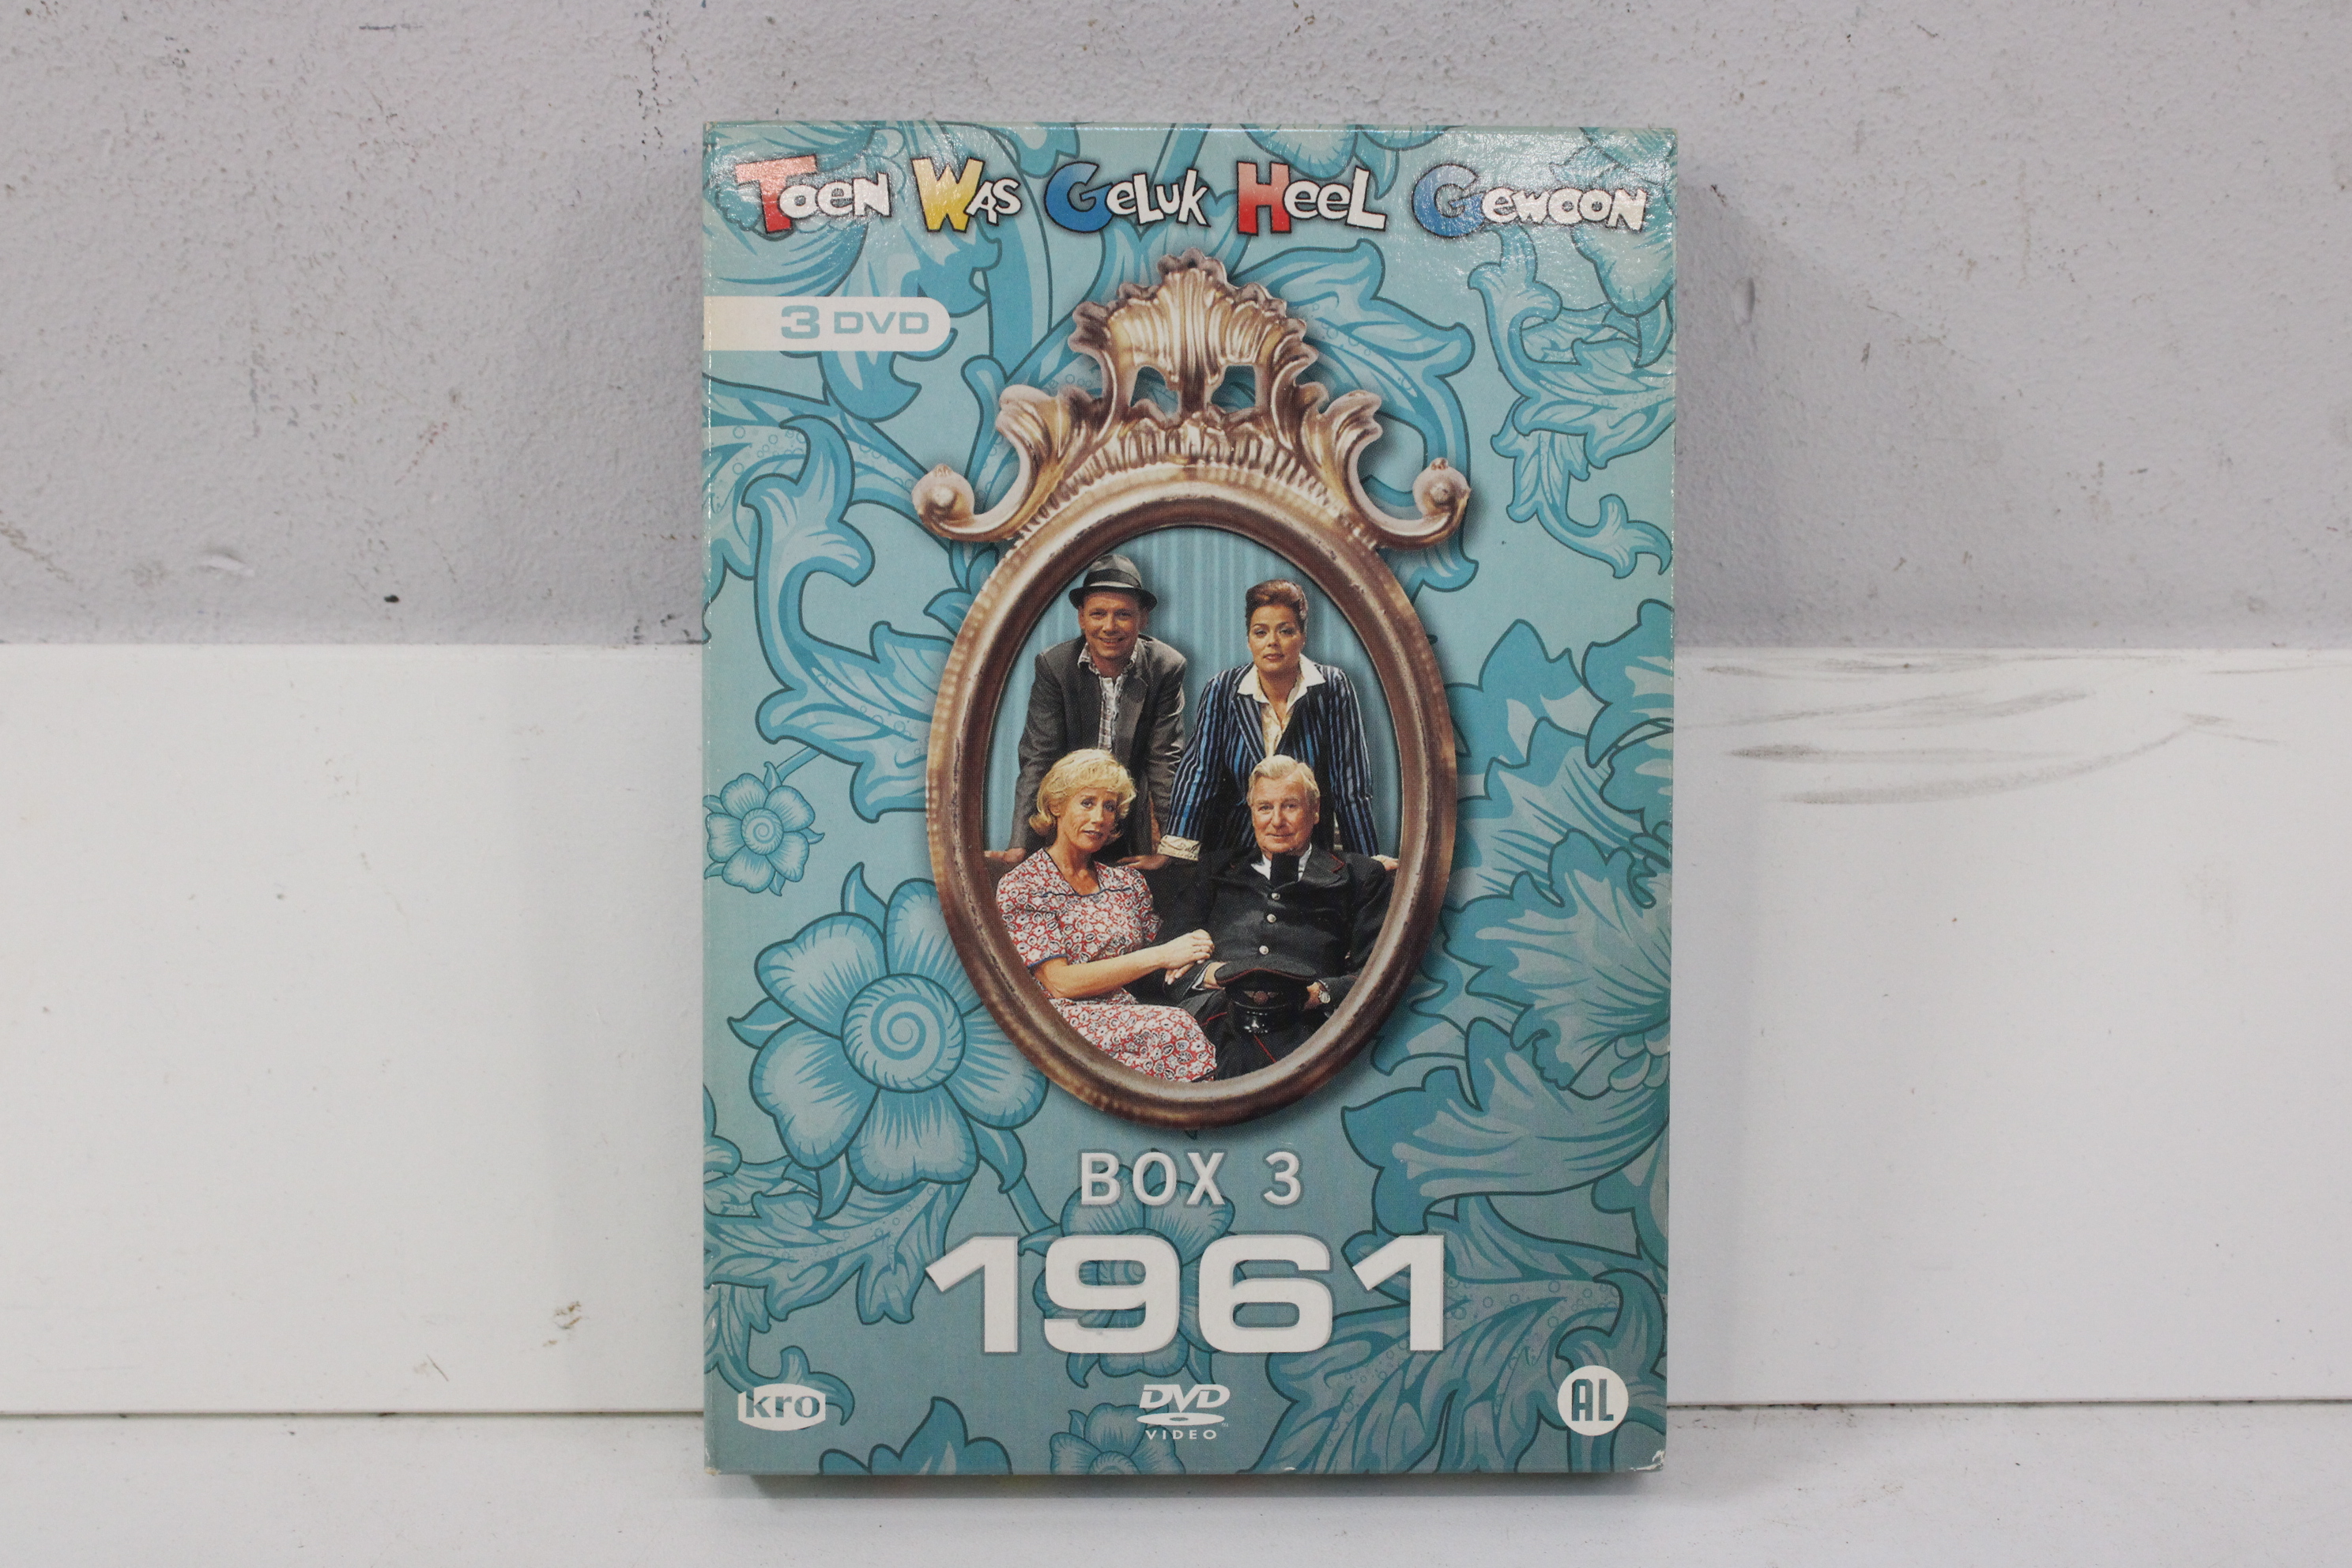 Toen Was Geluk Heel Gewoon
3 DVD
BOX 3
1961
kro
DVD
VIDEO
AL